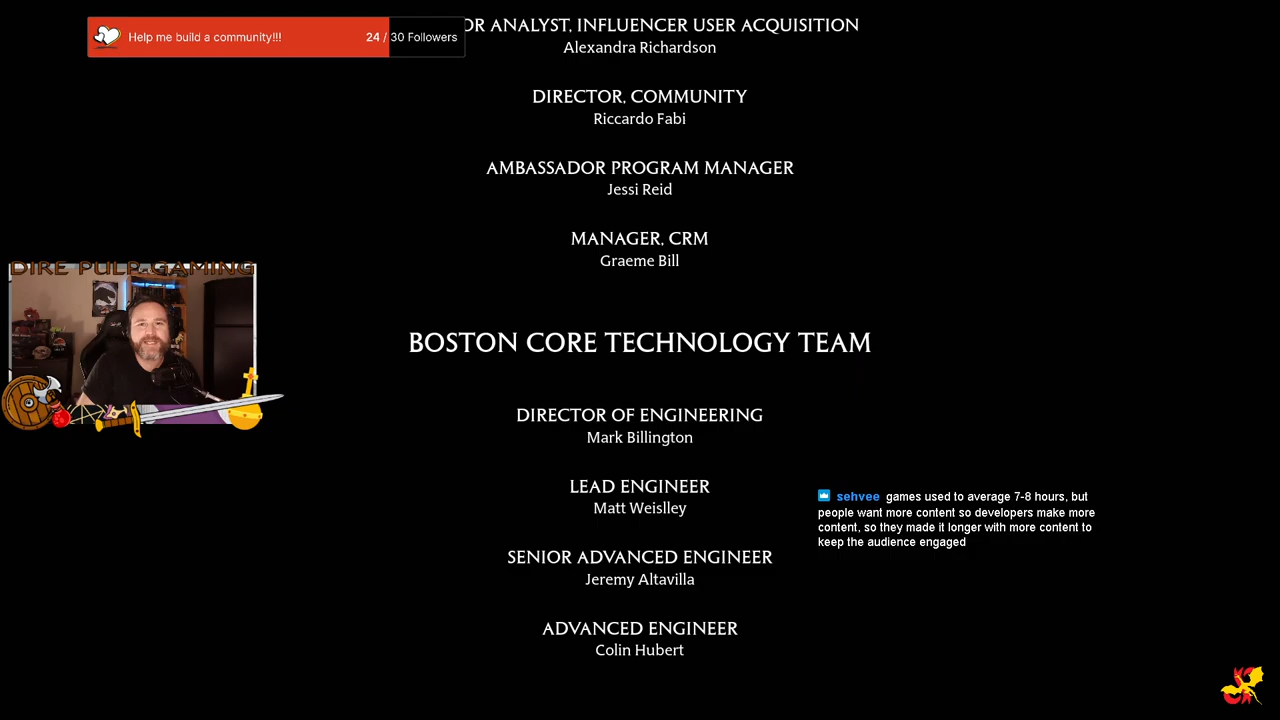 OR ANALYST, INFLUENCER USER ACQUISITION
Alexandra Richardson
Help me build a community!!!
24 / 30 Followers
DIRECTOR, COMMUNITY
Riccardo Fabi
AMBASSADOR PROGRAM MANAGER
Jessi Reid
MANAGER, CRM
Graeme Bill
DIRE PULP GAMING
BOSTON CORE TECHNOLOGY TEAM
DIRECTOR OF ENGINEERING
Mark Billington
LEAD ENGINEER
Matt Weislley
sehvee games used to average 7-8 hours, but
people want more content so developers make more
content, so they made it longer with more content to
keep the audience engaged
SENIOR ADVANCED ENGINEER
Jeremy Altavilla
ADVANCED ENGINEER
Colin Hubert